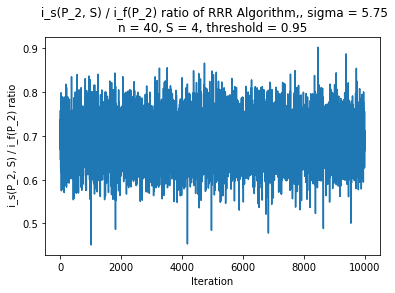 i_s(P_2, S) / i_f(P_2) ratio of RRR Algorithm,, sigma = 5.75
n = 40, S = 4, threshold = 0.95
i_s(P_2, S) / i_f(P_2) ratio
0.9
0.8
0.7
0.6
0.5
0 2000 4000 6000 8000 10000
Iteration